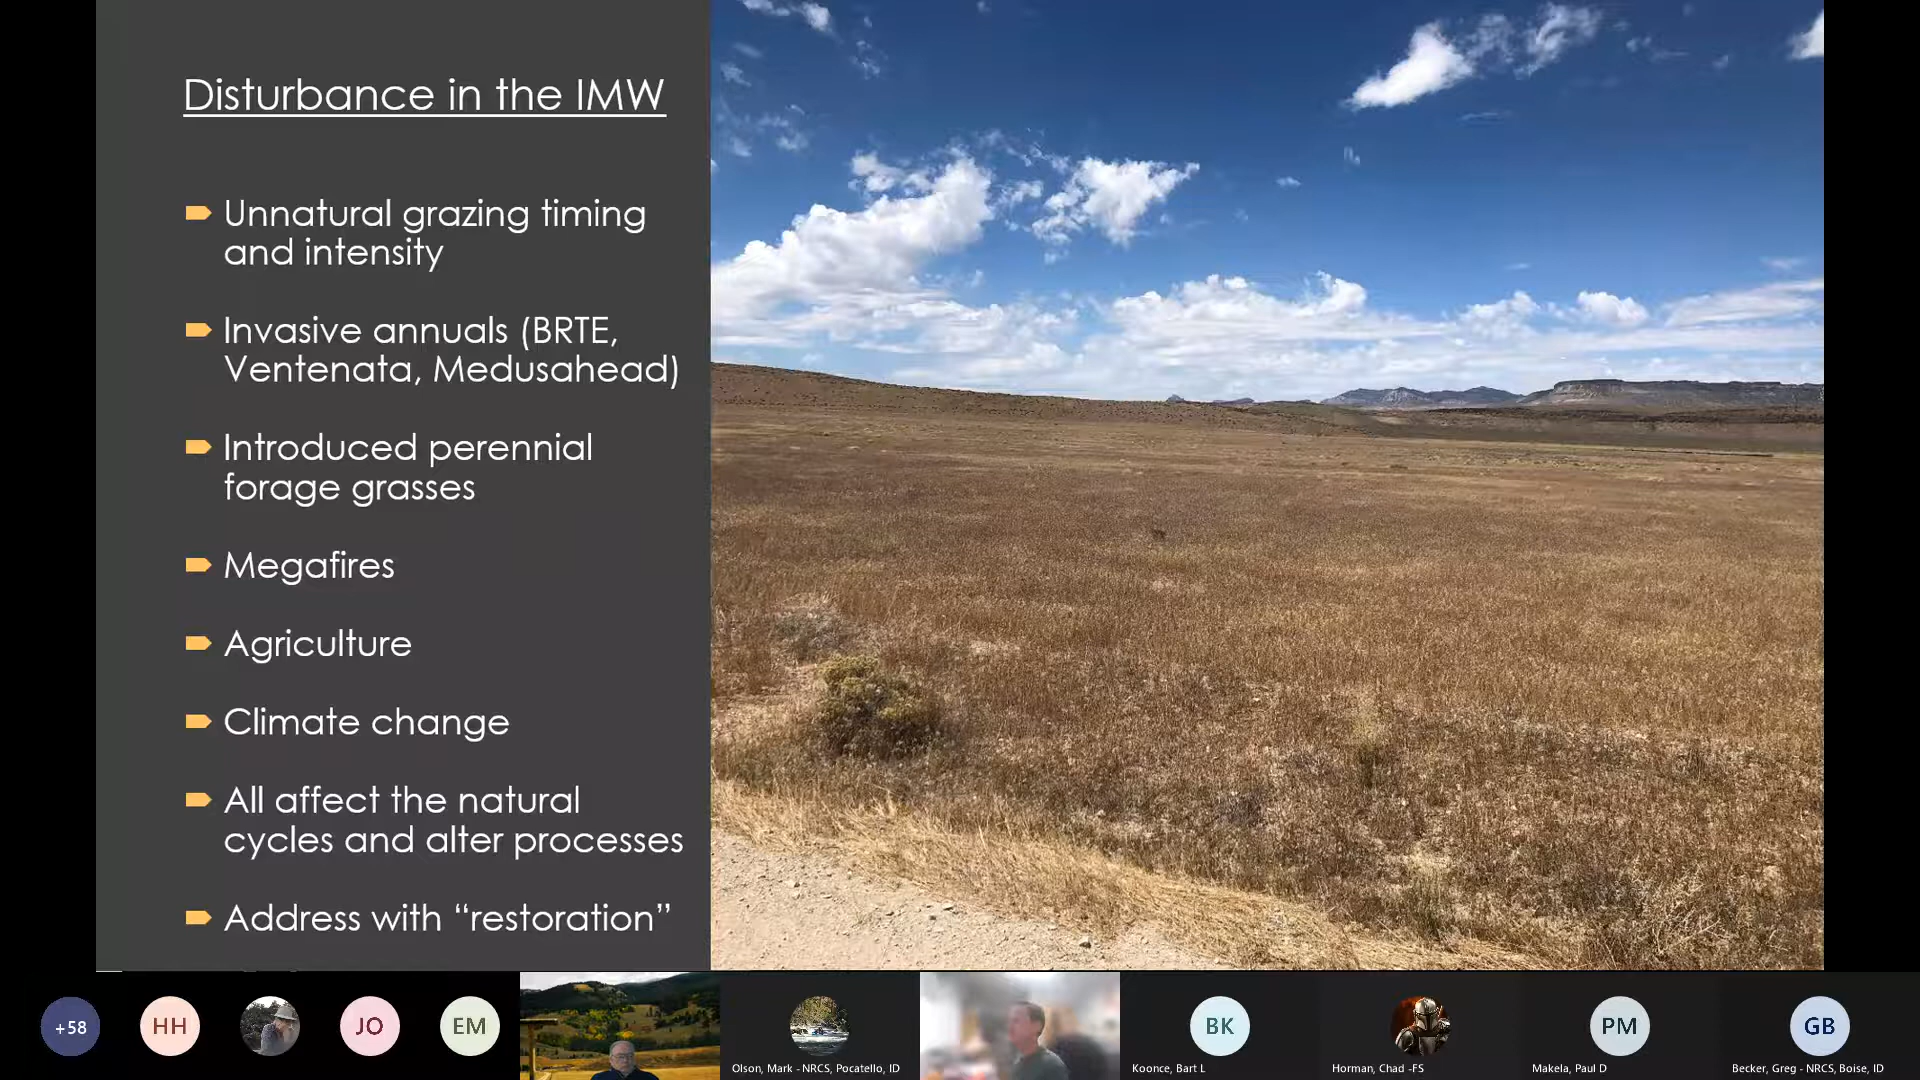 Disturbance in the IMW
Unnatural grazing timing
and intensity
Invasive annuals (BRTE,
Ventenata, Medusahead)
Introduced perennial
forage grasses
Megafires
Agriculture
Climate change
All affect the natural
cycles and alter processes
Address with “restoration”
+58
HH
JO
EM
BK
PM
GB
Olson, Mark - NRCS, Pocatello, ID
Koonce, Bart L
Horman, Chad -FS
Makela, Paul D
Becker, Greg - NRCS, Boise, ID